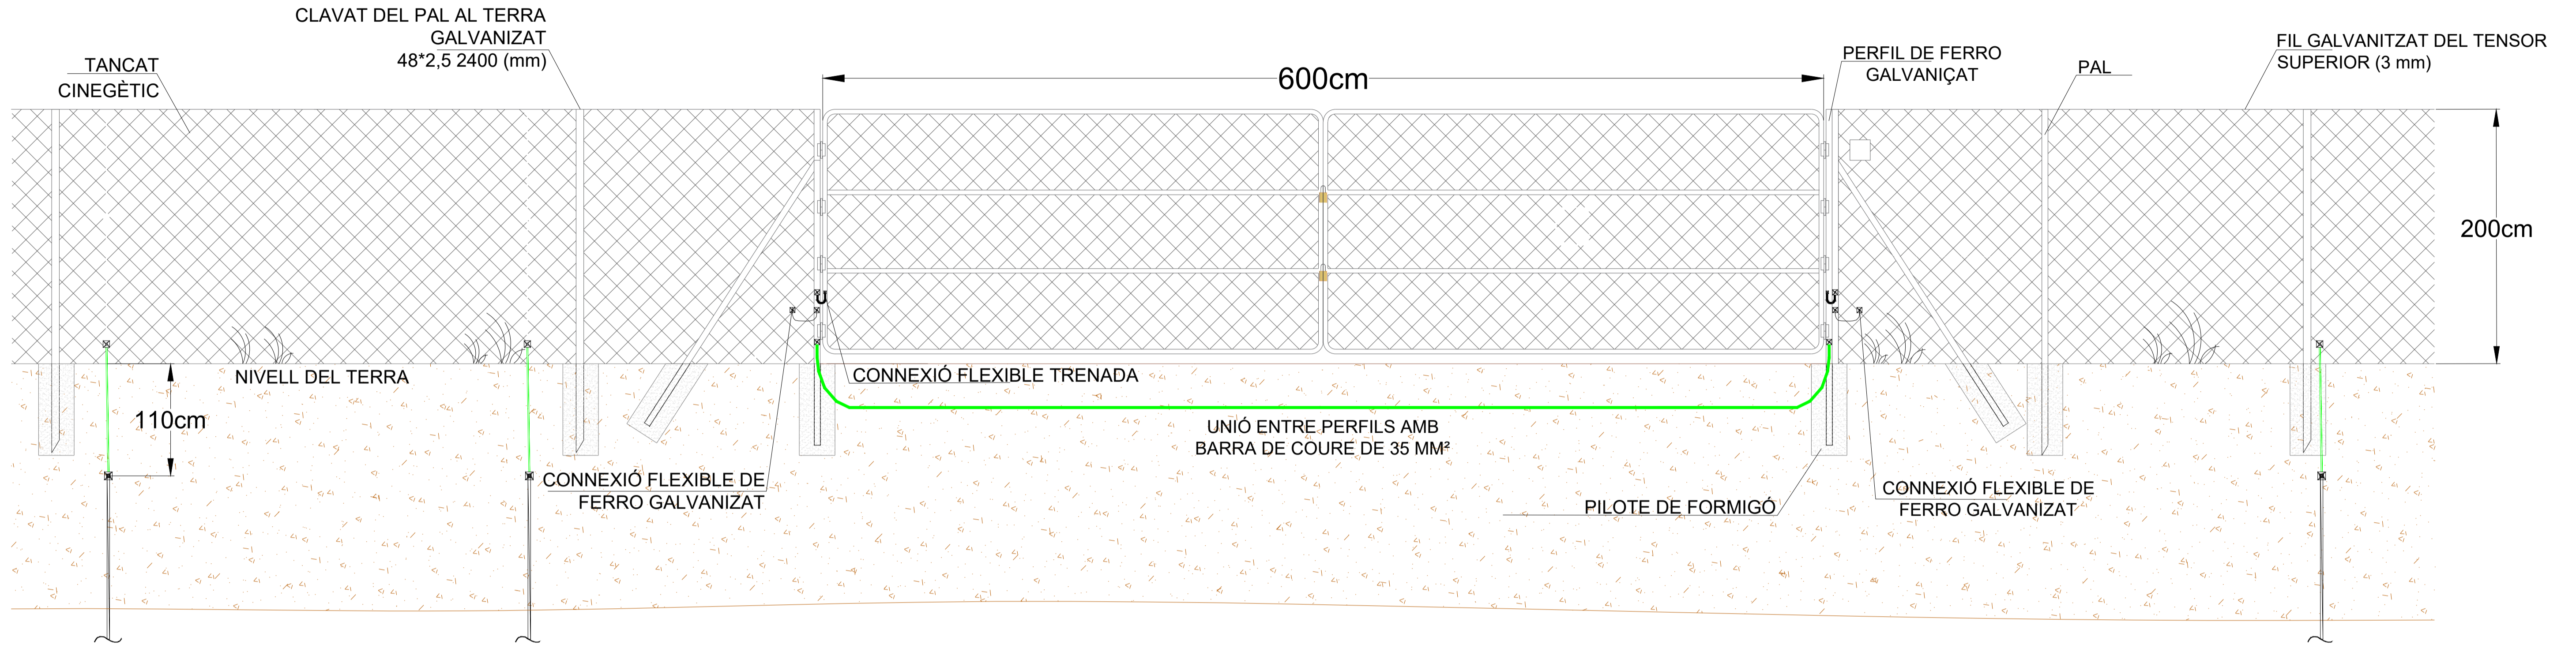 CLAVAT DEL PAL AL TERRA
GALVANIZAT
48*2,5 2400 (mm)
TANCAT
CINEGÈTIC
600cm
PERFIL DE FERRO
GALVANIÇAT
PAL
FIL GALVANITZAT DEL TENSOR
SUPERIOR (3 mm)
200cm
NIVELL DEL TERRA
110cm
CONNEXIÓ FLEXIBLE TRENADA
UNIÓ ENTRE PERFILS AMB
BARRA DE COURE DE 35 MM²
CONNEXIÓ FLEXIBLE DE
FERRO GALVANIZAT
PILOTE DE FORMIGÓ
CONNEXIÓ FLEXIBLE DE
FERRO GALVANIZAT